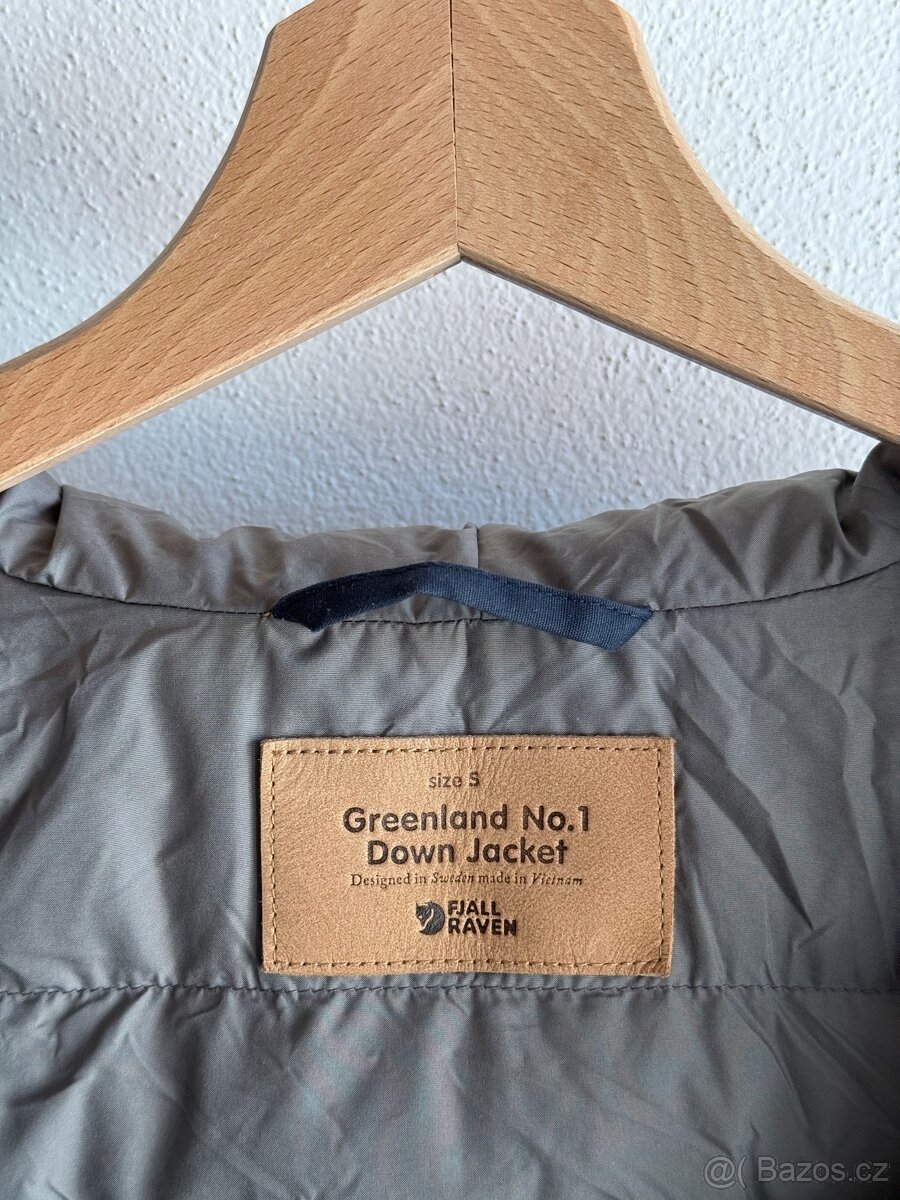 size S
Greenland No.1
Down Jacket
Designed in Sweden made in Vietnam
FJALL
RAVEN
@( Bazos.cz